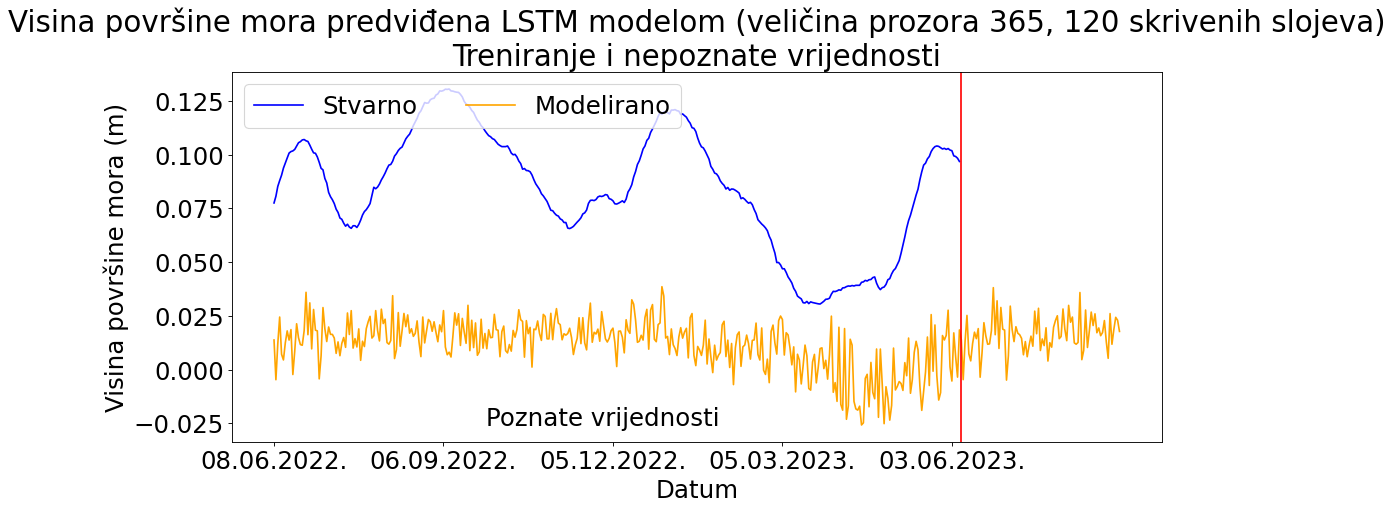 Visina površine mora predviđena LSTM modelom (veličina prozora 365, 120 skrivenih slojeva)
Treniranje i nepoznate vrijednosti
Stvarno
Modelirano
Visina površine mora (m)
0.125
0.100
0.075
0.050
0.025
0.000
−0.025
Poznate vrijednosti
08.06.2022.
06.09.2022.
05.12.2022.
05.03.2023.
03.06.2023.
Datum